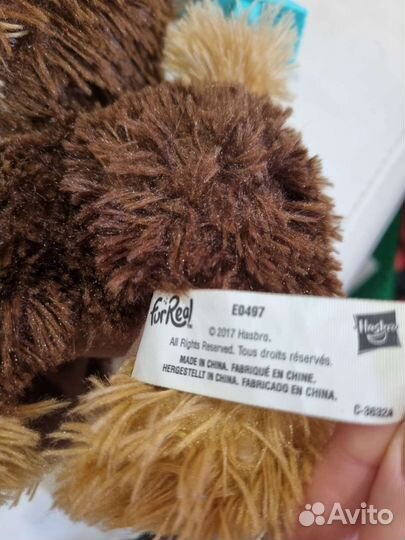 furReal
E0497
© 2017 Hasbro.
All Rights Reserved. Tous droits réservés.
MADE IN CHINA. FABRIQUÉ EN CHINE.
HERGESTELLT IN CHINA. FABRICADO EN CHINA.
Hasbro
C-3632A
Avito